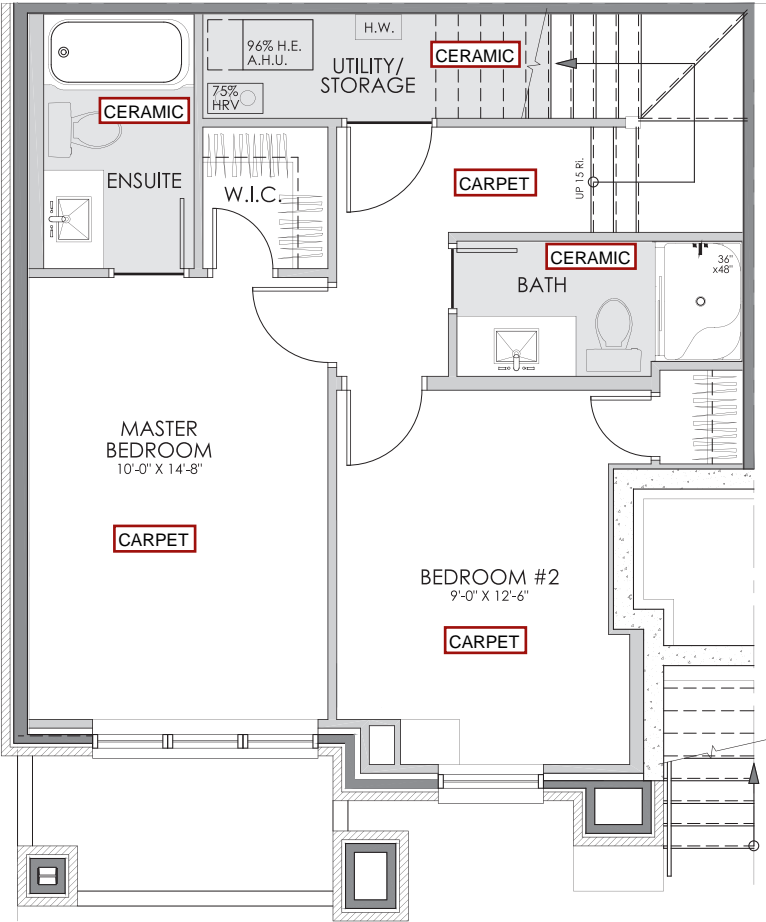 H.W.
96% H.E.
A.H.U.
UTILITY/
STORAGE
CERAMIC
75%
HRV
CERAMIC
ENSUITE
W.I.C.
CARPET
UP 15 RI.
CERAMIC
BATH
36"
x48"
MASTER
BEDROOM
10'-0" X 14'-8"
CARPET
BEDROOM #2
9'-0" X 12'-6"
CARPET